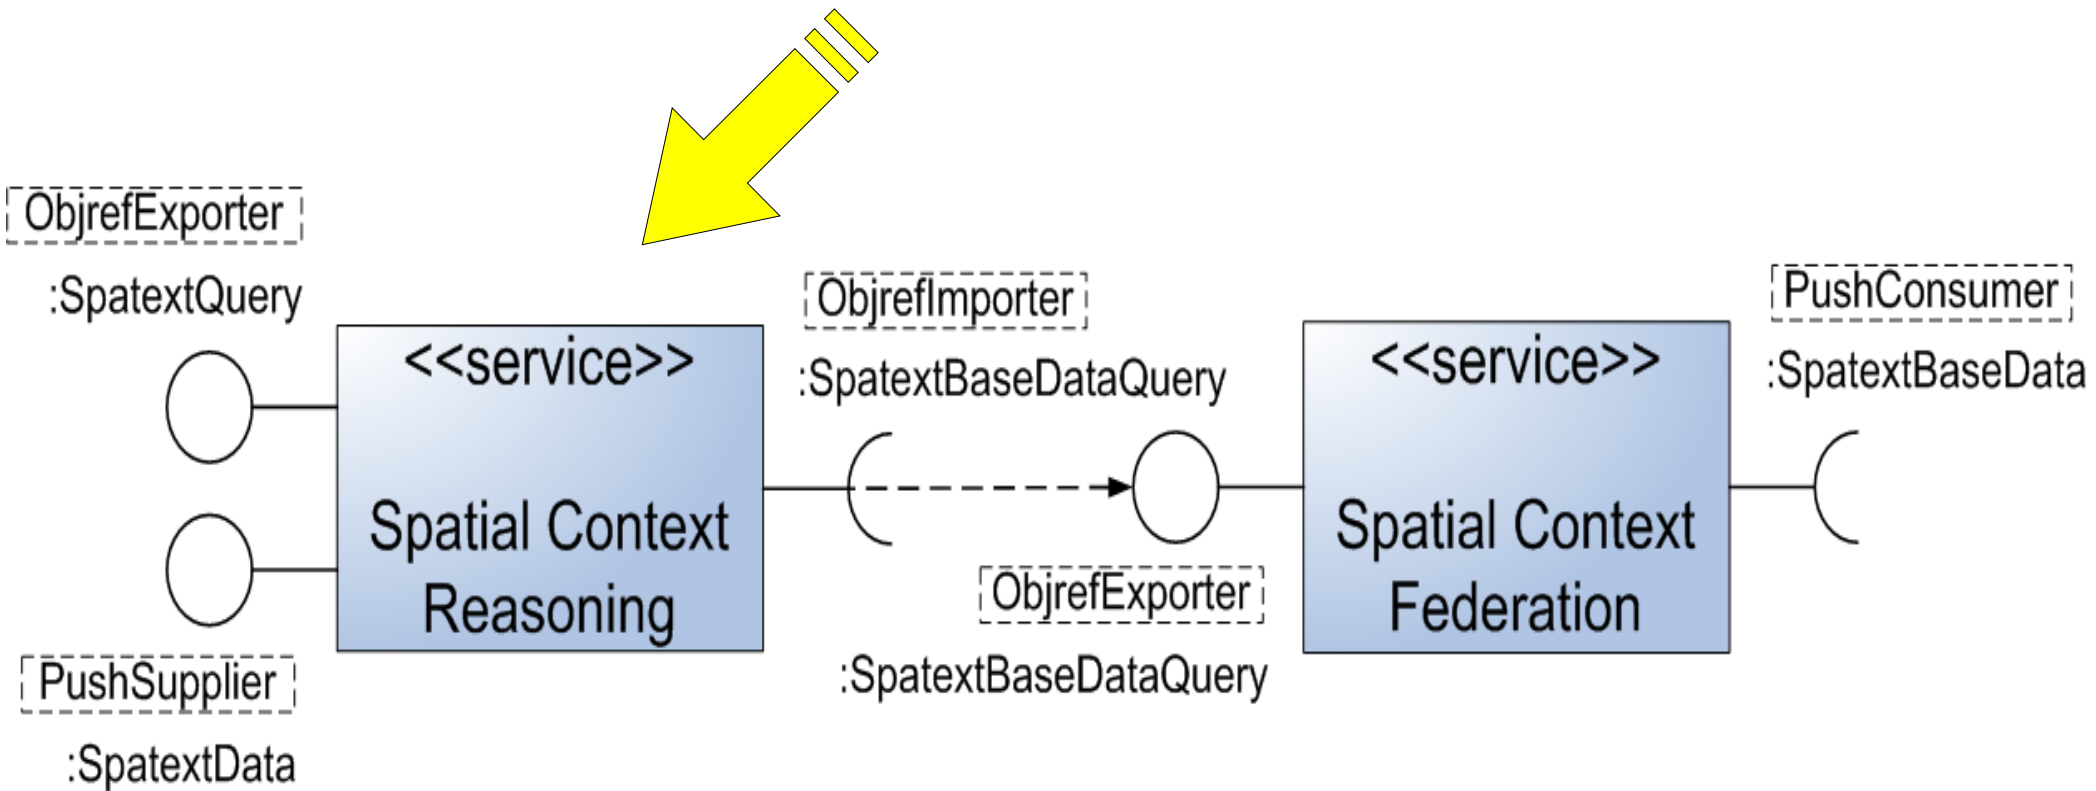 ObjrefExporter
:SpatextQuery
<<service>>
Spatial Context
Reasoning
PushSupplier
:SpatextData
ObjrefImporter
:SpatextBaseDataQuery
ObjrefExporter
:SpatextBaseDataQuery
<<service>>
Spatial Context
Federation
PushConsumer
:SpatextBaseData